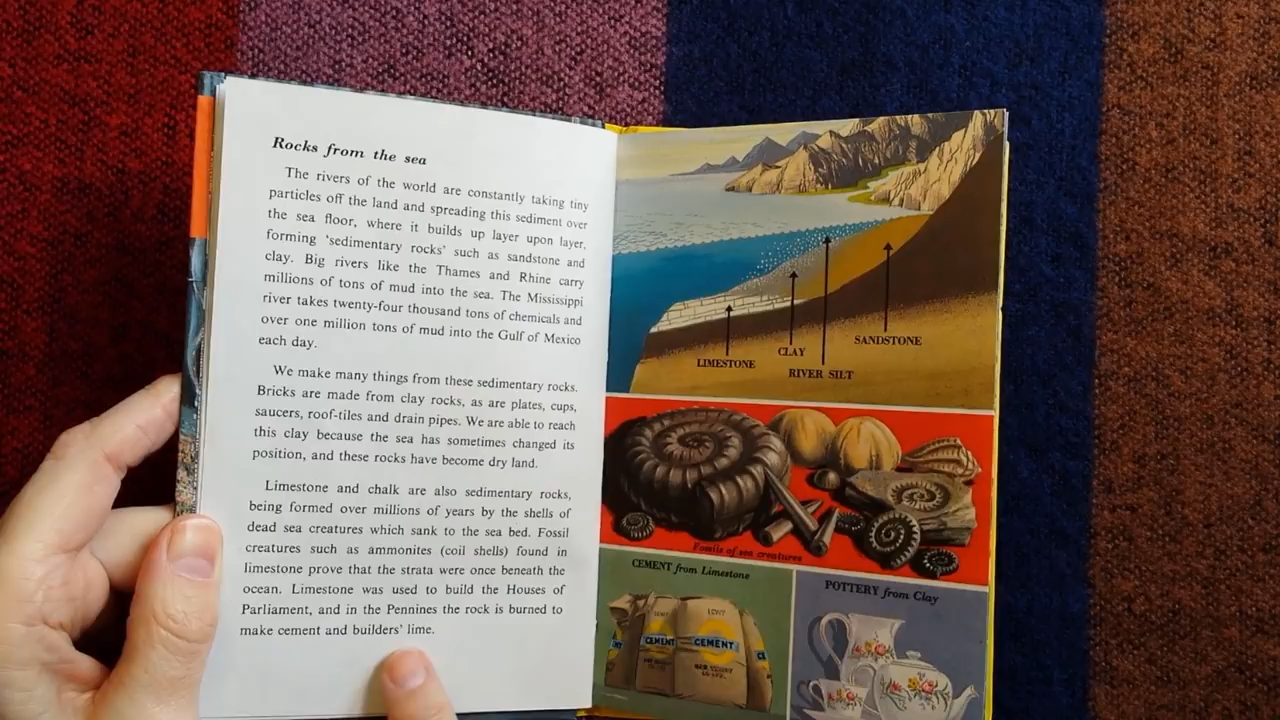 Rocks from the sea
The rivers of the world are constantly taking tiny
particles off the land and spreading this sediment over
the sea floor, where it builds up layer upon layer,
forming ‘sedimentary rocks’ such as sandstone and
clay. Big rivers like the Thames and Rhine carry
millions of tons of mud into the sea. The Mississippi
river takes twenty-four thousand tons of chemicals and
over one million tons of mud into the Gulf of Mexico
each day.
We make many things from these sedimentary rocks.
Bricks are made from clay rocks, as are plates, cups,
saucers, roof-tiles and drain pipes. We are able to reach
this clay because the sea has sometimes changed its
position, and these rocks have become dry land.
Limestone and chalk are also sedimentary rocks,
being formed over millions of years by the shells of
dead sea creatures which sank to the sea bed. Fossil
creatures such as ammonites (coil shells) found in
limestone prove that the strata were once beneath the
ocean. Limestone was used to build the Houses of
Parliament, and in the Pennines the rock is burned to
make cement and builders’ lime.
LIMESTONE
CLAY
RIVER SILT
SANDSTONE
Fossils of sea creatures
CEMENT from Limestone
CEMENT
CEMENT
POTTERY from Clay